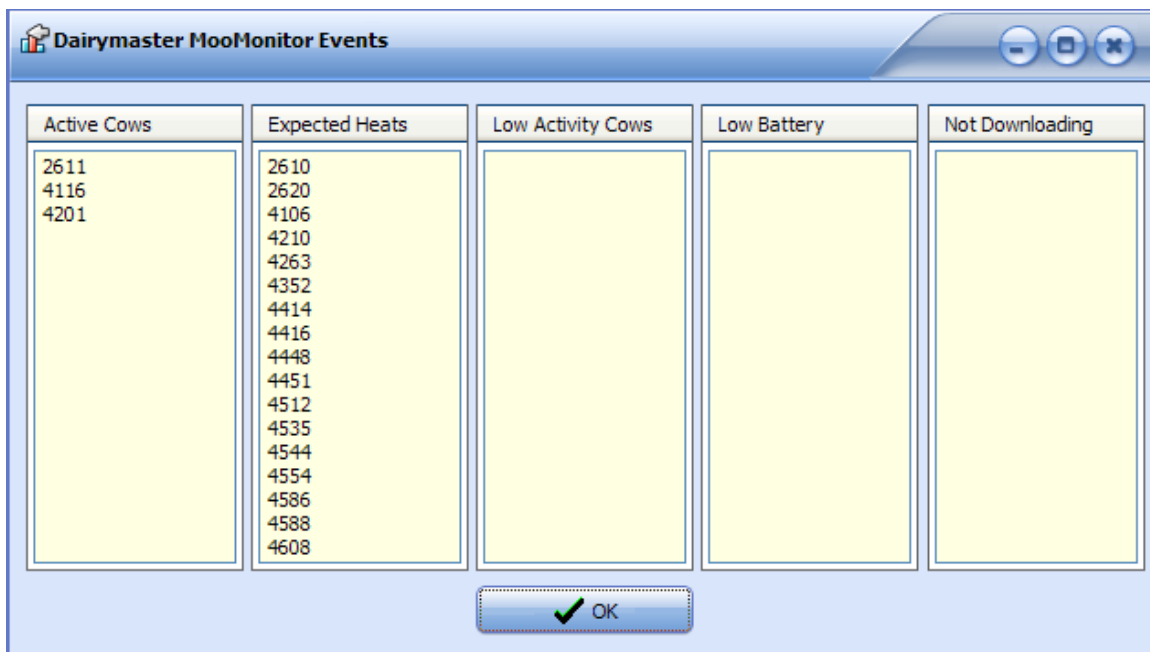 Dairymaster MooMonitor Events
Active Cows
2611
4116
4201
Expected Heats
2610
2620
4106
4210
4263
4352
4414
4416
4448
4451
4512
4535
4544
4554
4586
4588
4608
Low Activity Cows
Low Battery
Not Downloading
OK